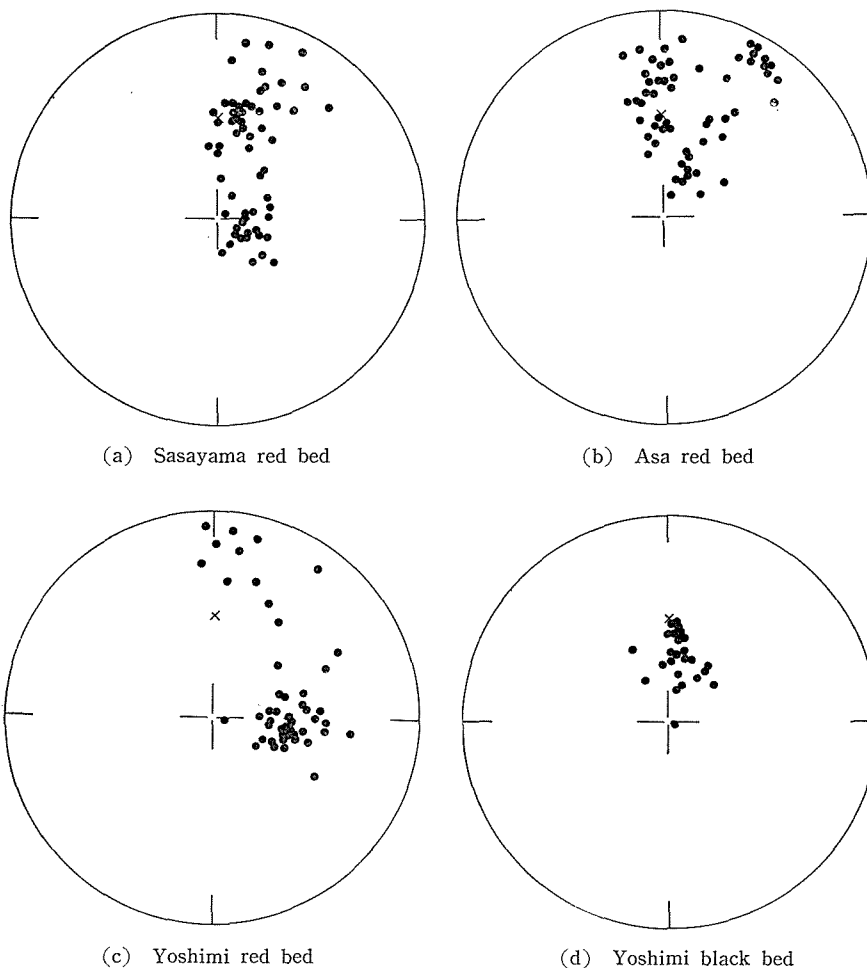 (a) Sasayama red bed
(b) Asa red bed
(c) Yoshimi red bed
(d) Yoshimi black bed